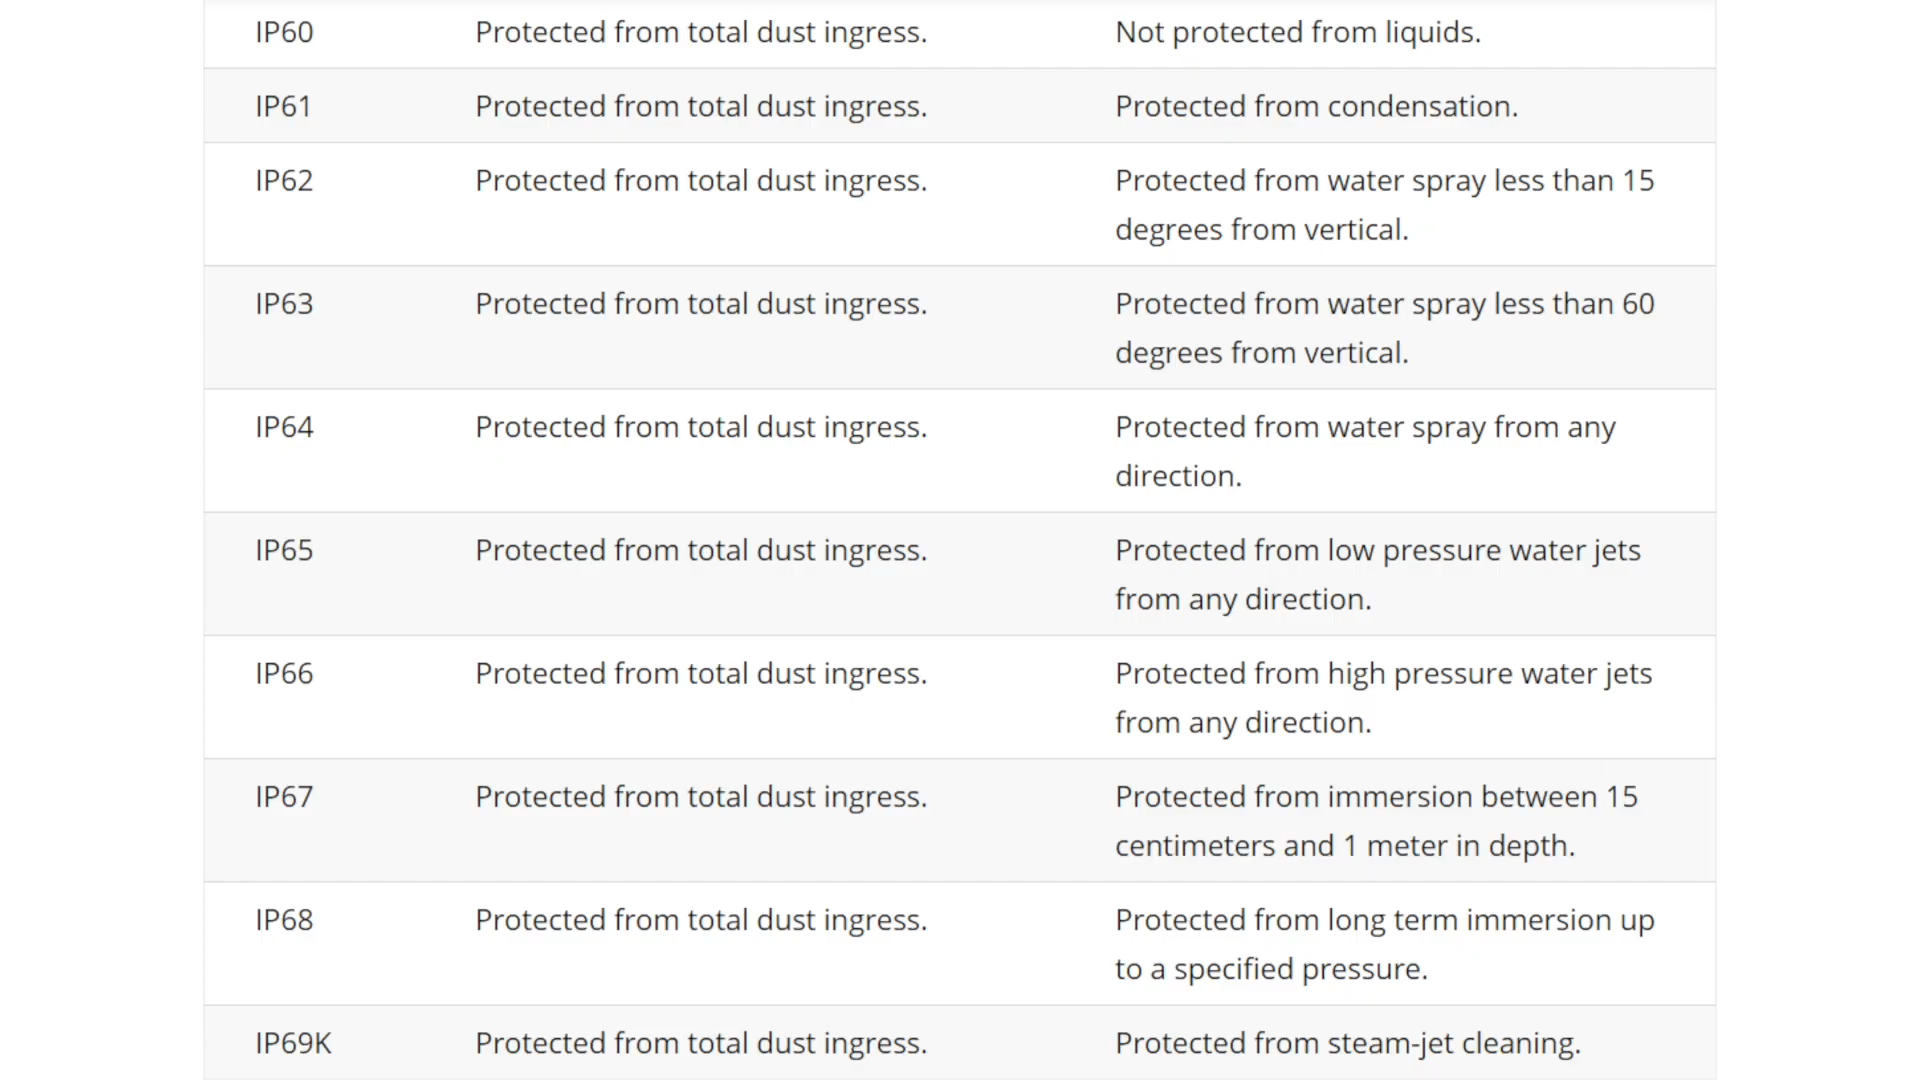 IP60 Protected from total dust ingress. Not protected from liquids.
IP61 Protected from total dust ingress. Protected from condensation.
IP62 Protected from total dust ingress. Protected from water spray less than 15
degrees from vertical.
IP63 Protected from total dust ingress. Protected from water spray less than 60
degrees from vertical.
IP64 Protected from total dust ingress. Protected from water spray from any
direction.
IP65 Protected from total dust ingress. Protected from low pressure water jets
from any direction.
IP66 Protected from total dust ingress. Protected from high pressure water jets
from any direction.
IP67 Protected from total dust ingress. Protected from immersion between 15
centimeters and 1 meter in depth.
IP68 Protected from total dust ingress. Protected from long term immersion up
to a specified pressure.
IP69K Protected from total dust ingress. Protected from steam-jet cleaning.